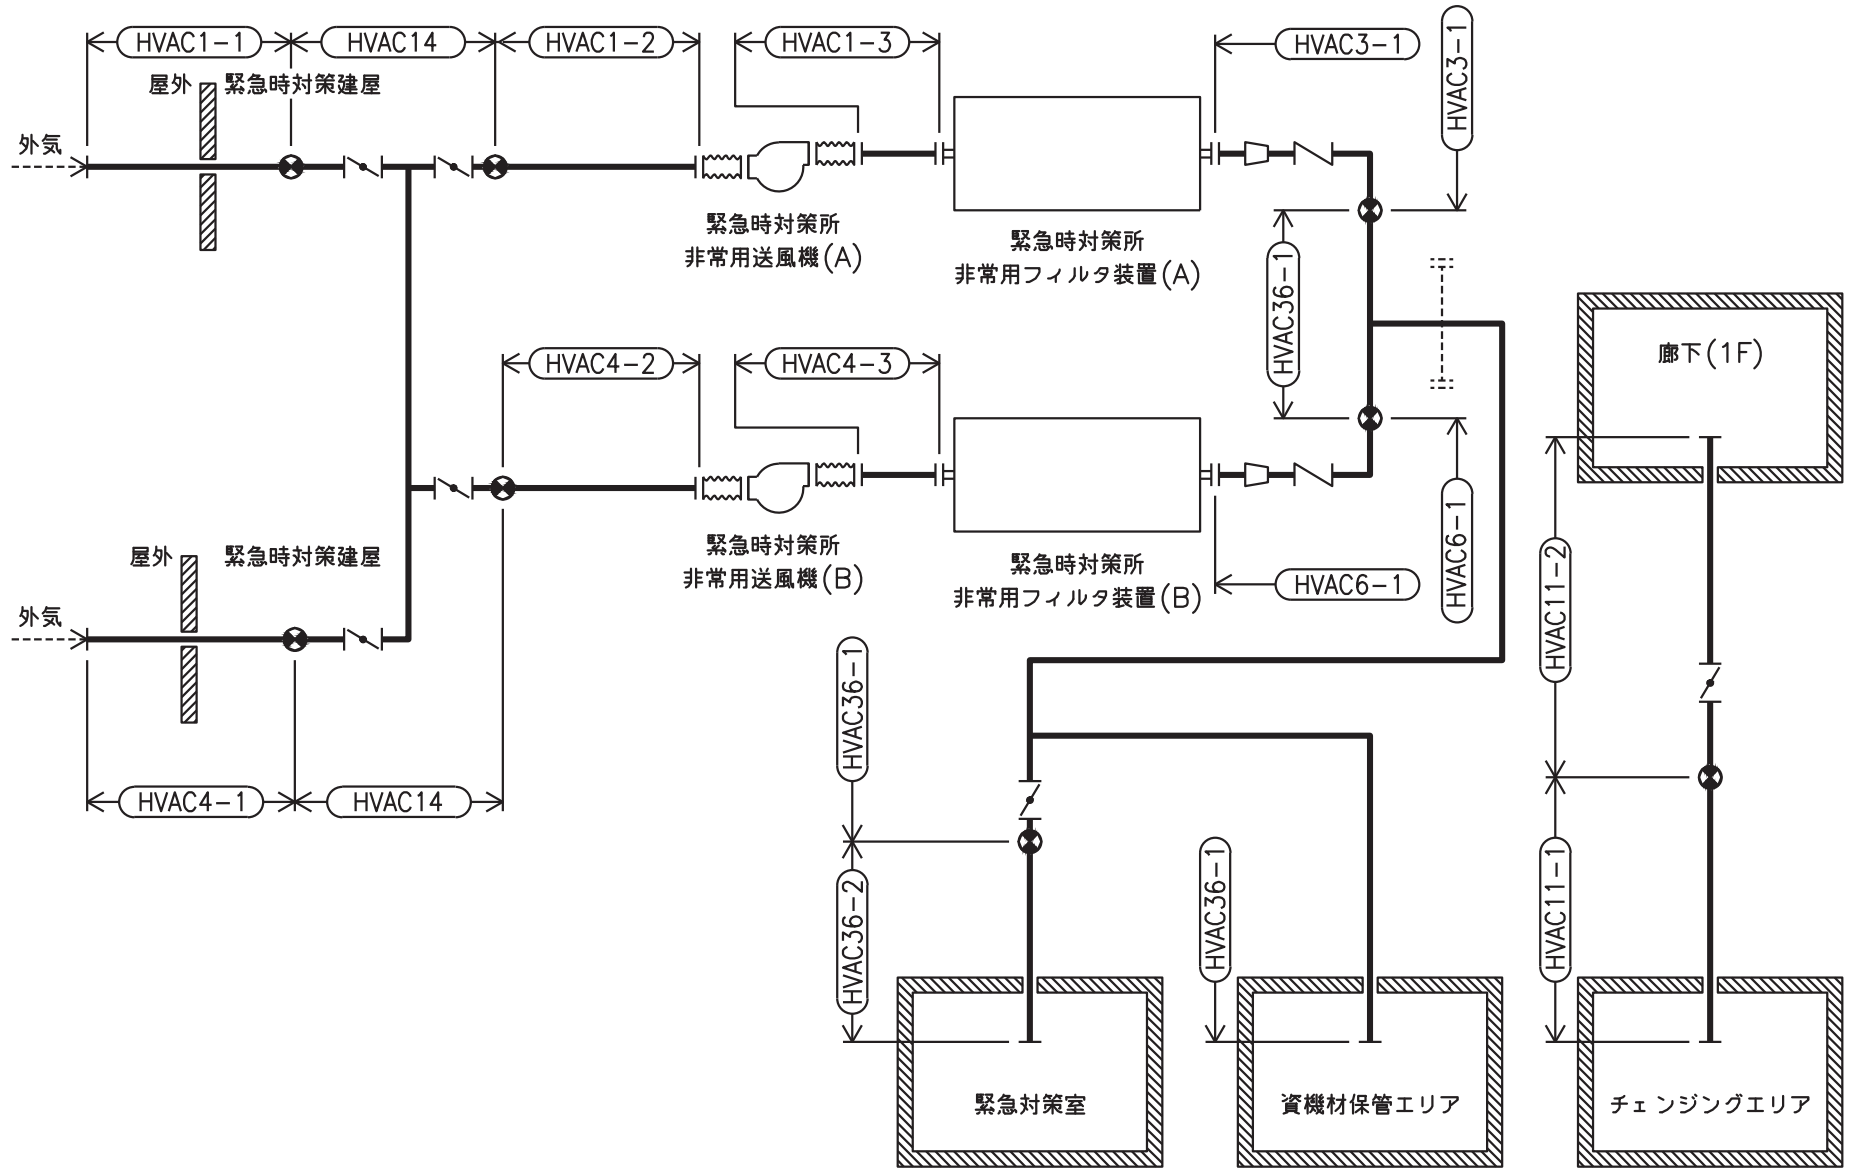 HVAC1-1
HVAC14
HVAC1-2
HVAC1-3
HVAC3-1
HVAC3-1
屋外
緊急時対策建屋
外気
緊急時対策所
非常用送風機(A)
緊急時対策所
非常用フィルタ装置(A)
HVAC36-1
HVAC4-2
HVAC4-3
廊下(1F)
屋外
緊急時対策建屋
外気
緊急時対策所
非常用送風機(B)
緊急時対策所
非常用フィルタ装置(B)
HVAC6-1
HVAC6-1
HVAC11-2
HVAC4-1
HVAC14
HVAC36-1
HVAC36-2
HVAC36-1
HVAC11-1
緊急対策室
資機材保管エリア
チェンジングエリア